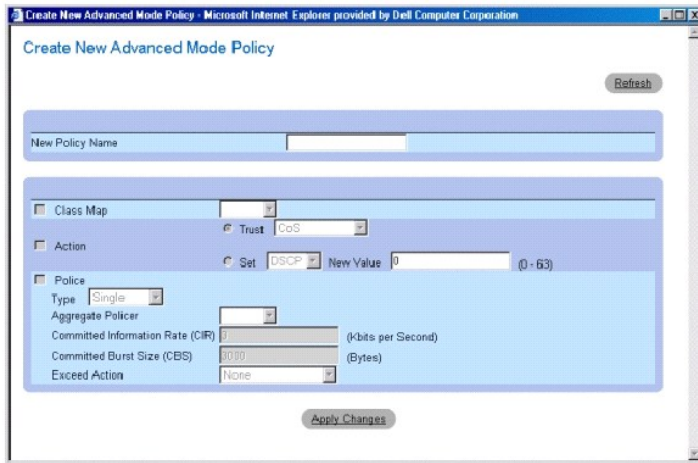 Create New Advanced Mode Policy - Microsoft Internet Explorer provided by Dell Computer Corporation
Create New Advanced Mode Policy
Refresh
New Policy Name
Class Map
Trust CoS
Action
Set DSCP New Value 0 (0 - 63)
Police
Type Single
Aggregate Policer
Committed Information Rate (CIR) 3 (Kbits per Second)
Committed Burst Size (CBS) 3000 (Bytes)
Exceed Action None
Apply Changes